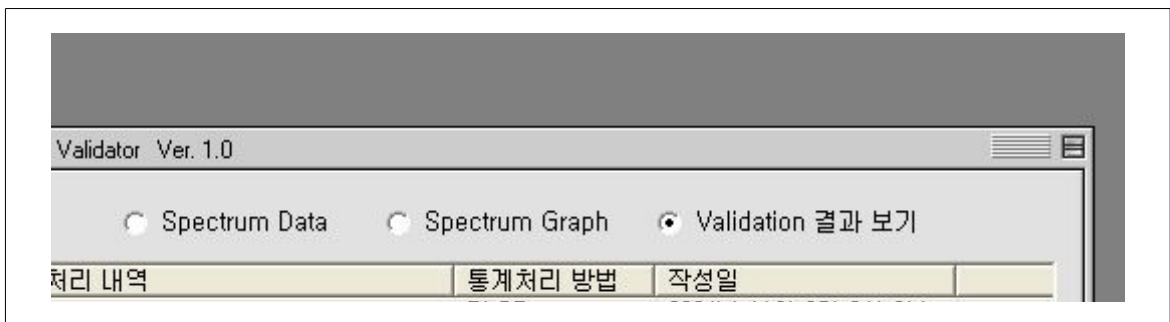 Validator Ver. 1.0
Spectrum Data Spectrum Graph Validation 결과 보기
처리 내역 통계처리 방법 작성일